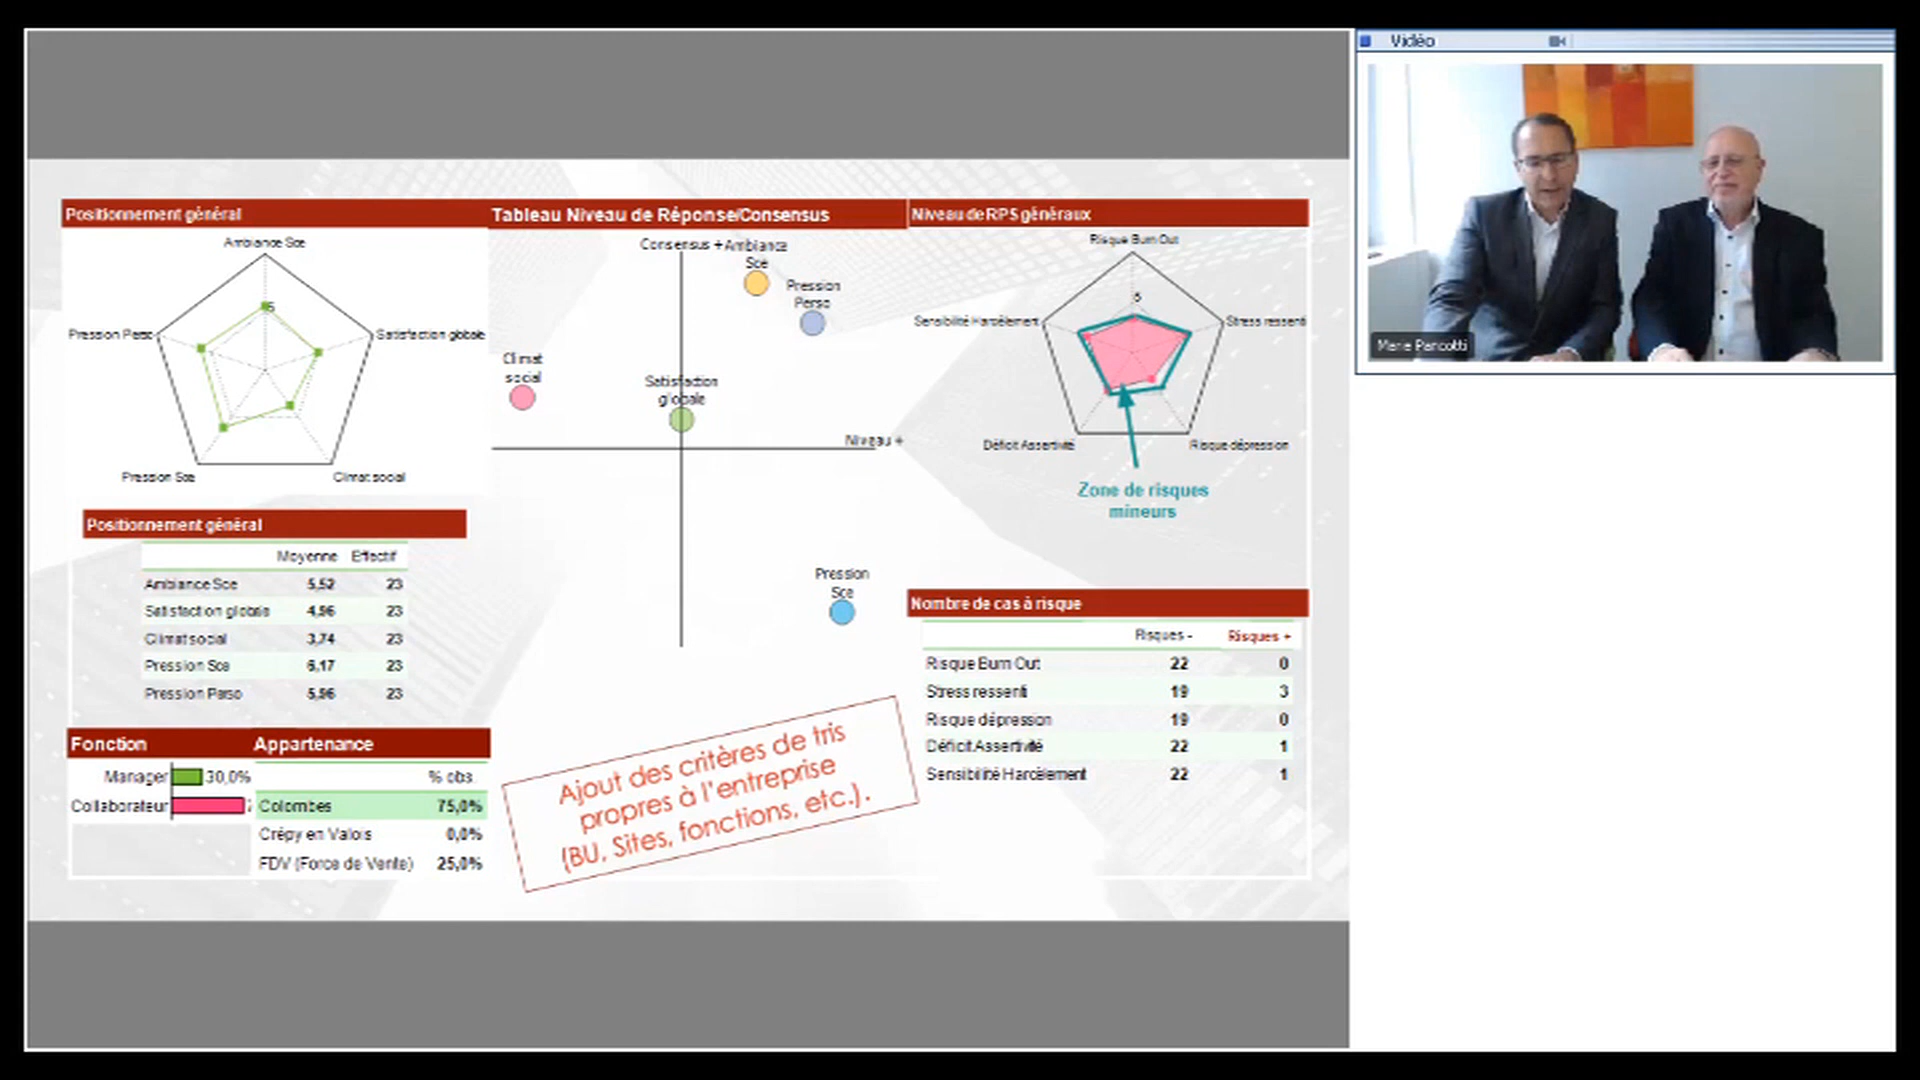 Vidéo
Marie Pancotti
Positionnement général
Ambiance Sce
5
Pression Perso
Satisfaction globale
Pression Sce
Climat social
Tableau Niveau de Réponse/Consensus
Consensus +
Ambiance
Sce
Pression
Perso
Climat
social
Satisfaction
globale
Niveau +
Pression
Sce
Niveau de RPS généraux
Risque Burn Out
Sensibilité Harcèlement
Stress ressenti
Déficit Assertivité
Risque dépression
Zone de risques
mineurs
Positionnement général
Moyenne Effectif
Ambiance Sce 5,52 23
Satisfaction globale 4,96 23
Climat social 3,74 23
Pression Sce 6,17 23
Pression Perso 5,96 23
Nombre de cas à risque
Risques - Risques +
Risque Burn Out 22 0
Stress ressenti 19 3
Risque dépression 19 0
Déficit Assertivité 22 1
Sensibilité Harcèlement 22 1
Fonction Appartenance
Manager 30,0%
Collaborateur
% obs.
Colombes 75,0%
Crépy en Valois 0,0%
FDV (Force de Vente) 25,0%
Ajout des critères de tris
propres à l'entreprise
(BU, Sites, fonctions, etc.).